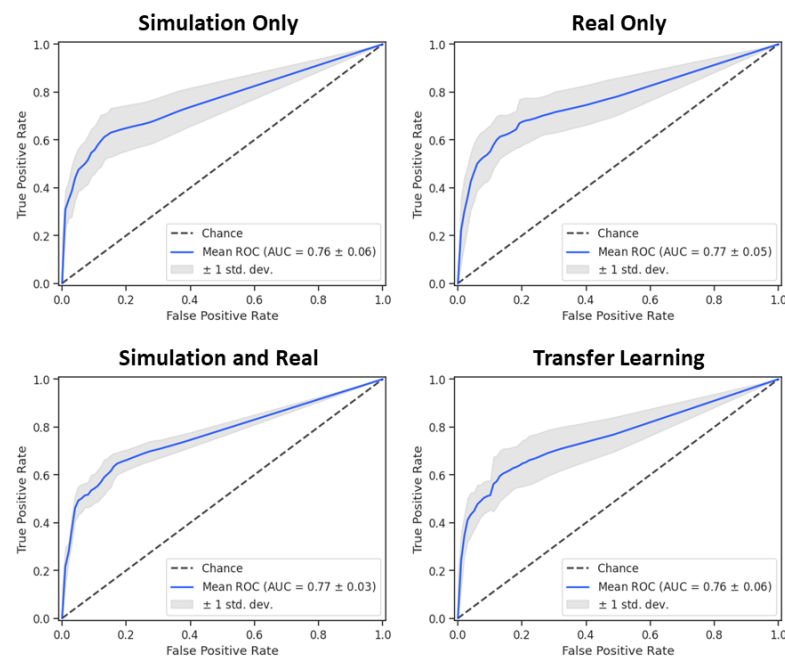 Simulation Only
1.0
0.8
0.6
0.4
0.2
0.0
True Positive Rate
Chance
Mean ROC (AUC = 0.76 ± 0.06)
± 1 std. dev.
0.0 0.2 0.4 0.6 0.8 1.0
False Positive Rate
Real Only
1.0
0.8
0.6
0.4
0.2
0.0
True Positive Rate
Chance
Mean ROC (AUC = 0.77 ± 0.05)
± 1 std. dev.
0.0 0.2 0.4 0.6 0.8 1.0
False Positive Rate
Simulation and Real
1.0
0.8
0.6
0.4
0.2
0.0
True Positive Rate
Chance
Mean ROC (AUC = 0.77 ± 0.03)
± 1 std. dev.
0.0 0.2 0.4 0.6 0.8 1.0
False Positive Rate
Transfer Learning
1.0
0.8
0.6
0.4
0.2
0.0
True Positive Rate
Chance
Mean ROC (AUC = 0.76 ± 0.06)
± 1 std. dev.
0.0 0.2 0.4 0.6 0.8 1.0
False Positive Rate